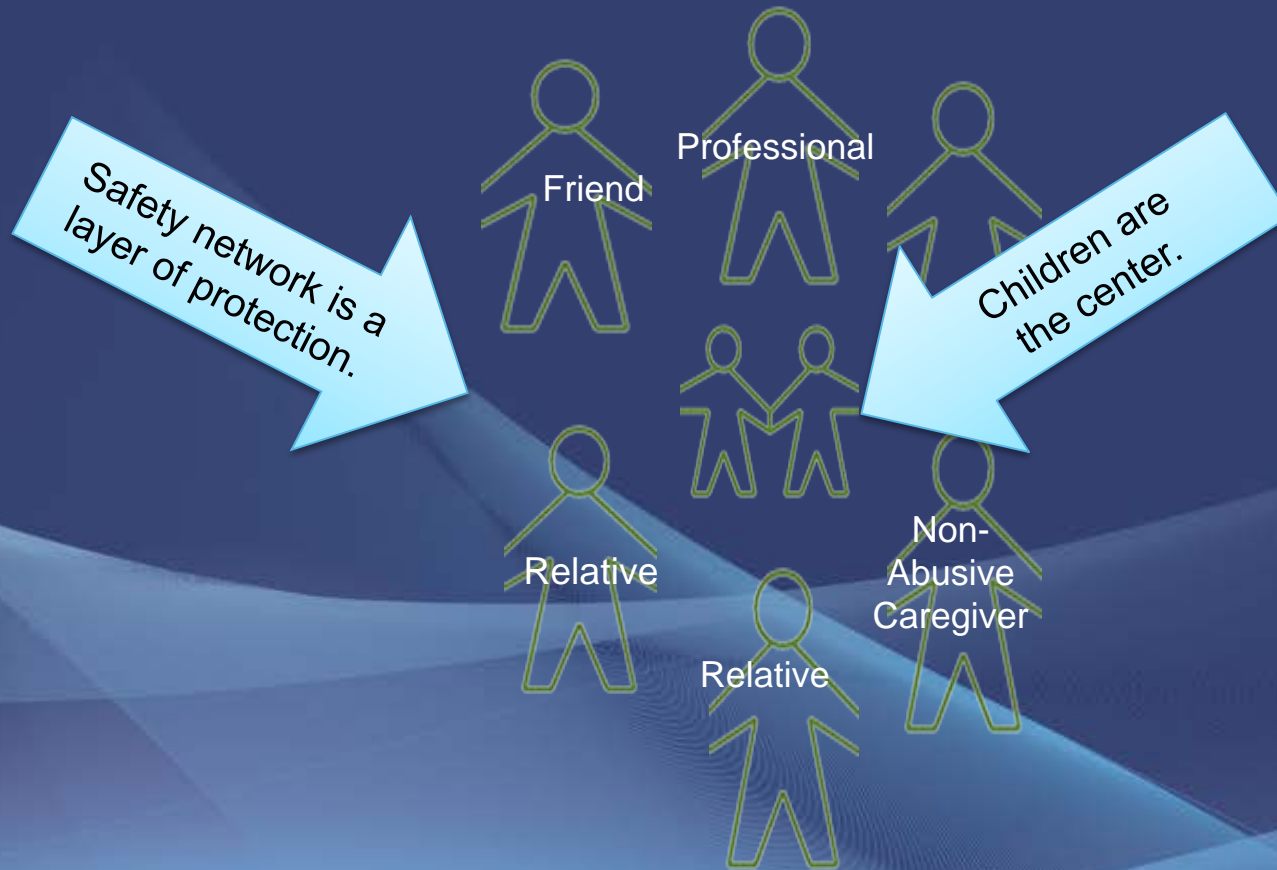 Professional
Friend
Safety network is a
layer of protection.
Children are
the center.
Relative
Non-
Abusive
Caregiver
Relative